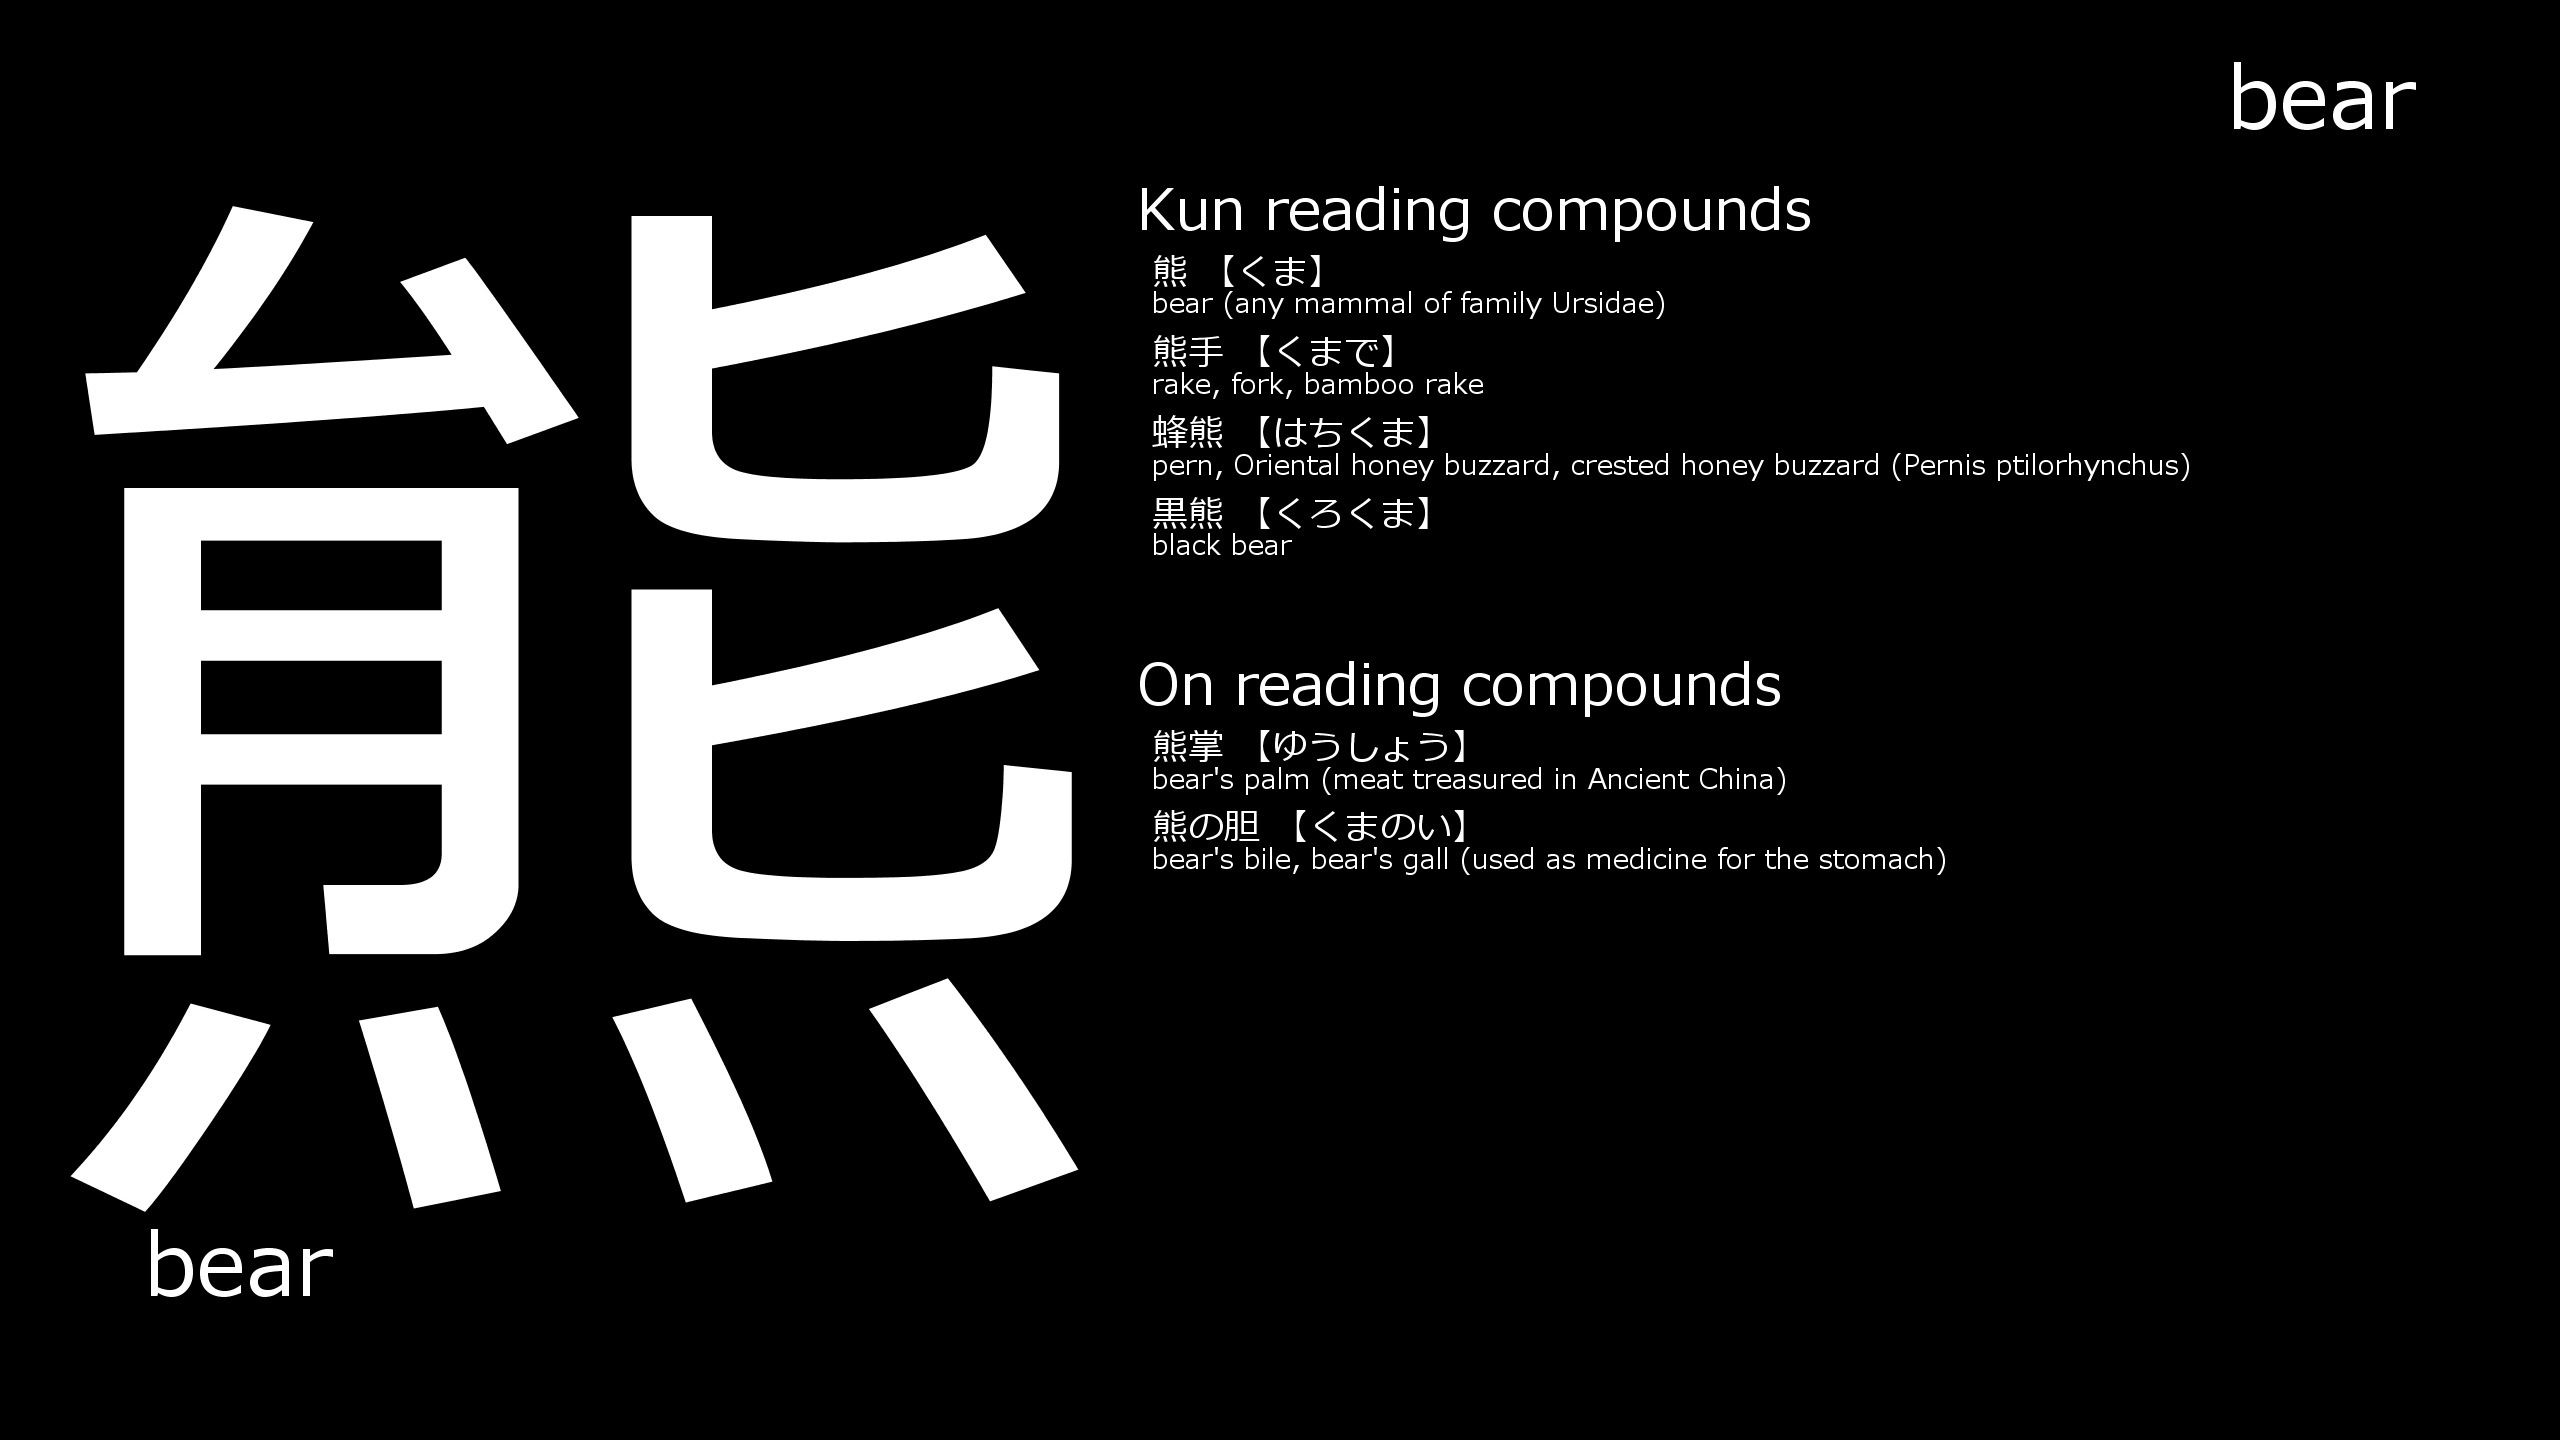 bear
熊
bear
Kun reading compounds
熊 【くま】
bear (any mammal of family Ursidae)
熊手 【くまで】
rake, fork, bamboo rake
蜂熊 【はちくま】
pern, Oriental honey buzzard, crested honey buzzard (Pernis ptilorhynchus)
黒熊 【くろくま】
black bear
On reading compounds
熊掌 【ゆうしょう】
bear's palm (meat treasured in Ancient China)
熊の胆 【くまのい】
bear's bile, bear's gall (used as medicine for the stomach)